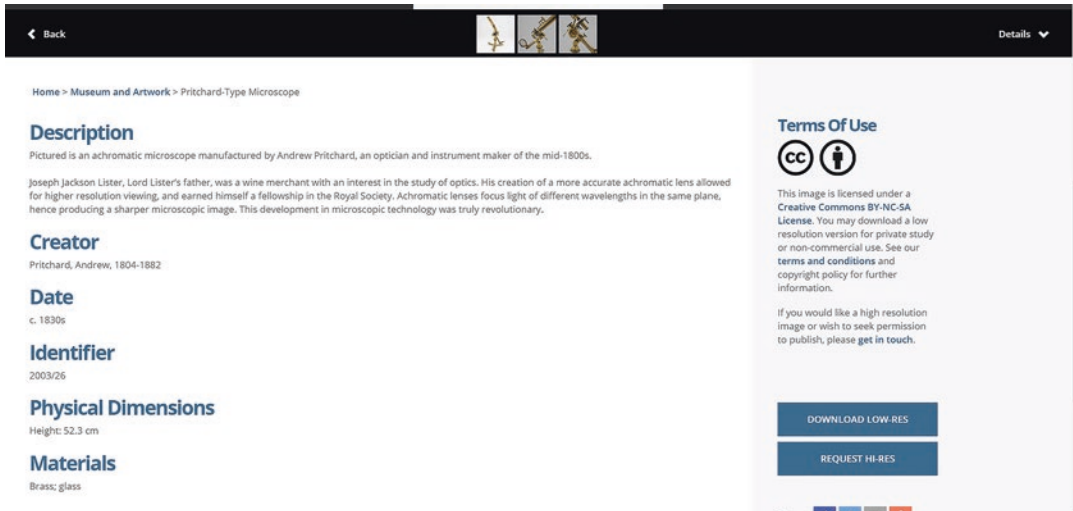 Back
Details
Home > Museum and Artwork > Pritchard-Type Microscope
Description
Pictured is an achromatic microscope manufactured by Andrew Pritchard, an optician and instrument maker of the mid-1800s.
Joseph Jackson Lister, Lord Lister's father, was a wine merchant with an interest in the study of optics. His creation of a more accurate achromatic lens allowed
for higher resolution viewing, and earned himself a fellowship in the Royal Society. Achromatic lenses focus light of different wavelengths in the same plane,
hence producing a sharper microscopic image. This development in microscopic technology was truly revolutionary.
Creator
Pritchard, Andrew, 1804-1882
Date
c. 1830s
Identifier
2003/26
Physical Dimensions
Height: 52.3 cm
Materials
Brass; glass
Terms Of Use
cc
This image is licensed under a
Creative Commons BY-NC-SA
License. You may download a low
resolution version for private study
or non-commercial use. See our
terms and conditions and
copyright policy for further
information.
If you would like a high resolution
image or wish to seek permission
to publish, please get in touch.
DOWNLOAD LOW-RES
REQUEST HI-RES